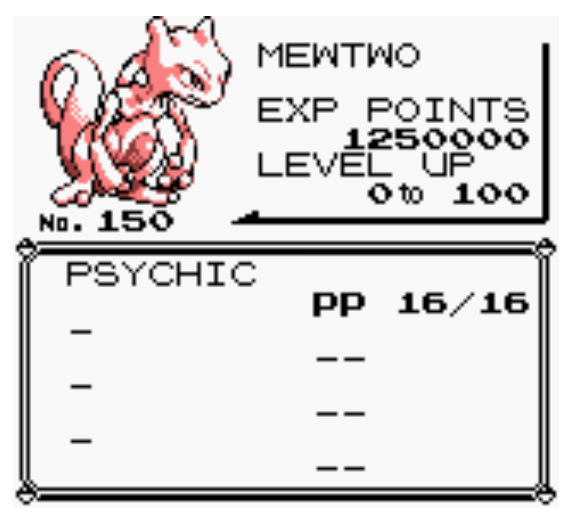 MEWTWO
EXP POINTS
1250000
LEVEL UP
0 to 100
No. 150
PSYCHIC
PP 16/16
-
--
-
--
-
--